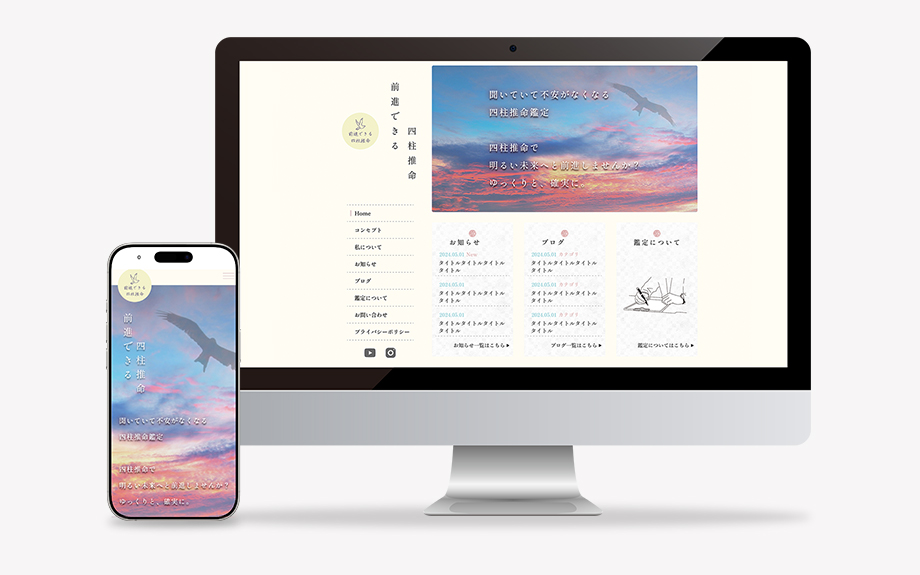 前進できる
四柱推命
前進できる
四柱推命
Home
コンセプト
私について
お知らせ
ブログ
鑑定について
お問い合わせ
プライバシーポリシー
聞いていて不安がなくなる
四柱推命鑑定
四柱推命で
明るい未来へと前進しませんか？
ゆっくりと、確実に。
お知らせ
2024.05.01 New
タイトルタイトルタイトル
タイトル
2024.05.01
タイトルタイトルタイトル
タイトル
2024.05.01
タイトルタイトルタイトル
タイトル
お知らせ一覧はこちら▶
ブログ
2024.05.01 カテゴリ
タイトルタイトルタイトル
タイトル
2024.05.01 カテゴリ
タイトルタイトルタイトル
タイトル
2024.05.01 カテゴリ
タイトルタイトルタイトル
タイトル
ブログ一覧はこちら▶
鑑定について
鑑定についてはこちら▶
前進できる
四柱推命
前進できる
四柱推命
聞いていて不安がなくなる
四柱推命鑑定
四柱推命で
明るい未来へと前進しませんか？
ゆっくりと、確実に。